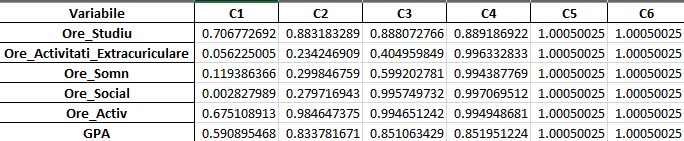 Variabile C1 C2 C3 C4 C5 C6
Ore_Studiu 0.706772692 0.883183289 0.888072766 0.889186922 1.00050025 1.00050025
Ore_Activitati_Extracuriculare 0.056225005 0.234246909 0.404959849 0.996332833 1.00050025 1.00050025
Ore_Somn 0.119386366 0.299846759 0.599202781 0.994387769 1.00050025 1.00050025
Ore_Social 0.002827989 0.279716943 0.995749732 0.997069512 1.00050025 1.00050025
Ore_Activ 0.675108913 0.984647375 0.994651242 0.994948681 1.00050025 1.00050025
GPA 0.590895468 0.833781671 0.851063429 0.851951224 1.00050025 1.00050025